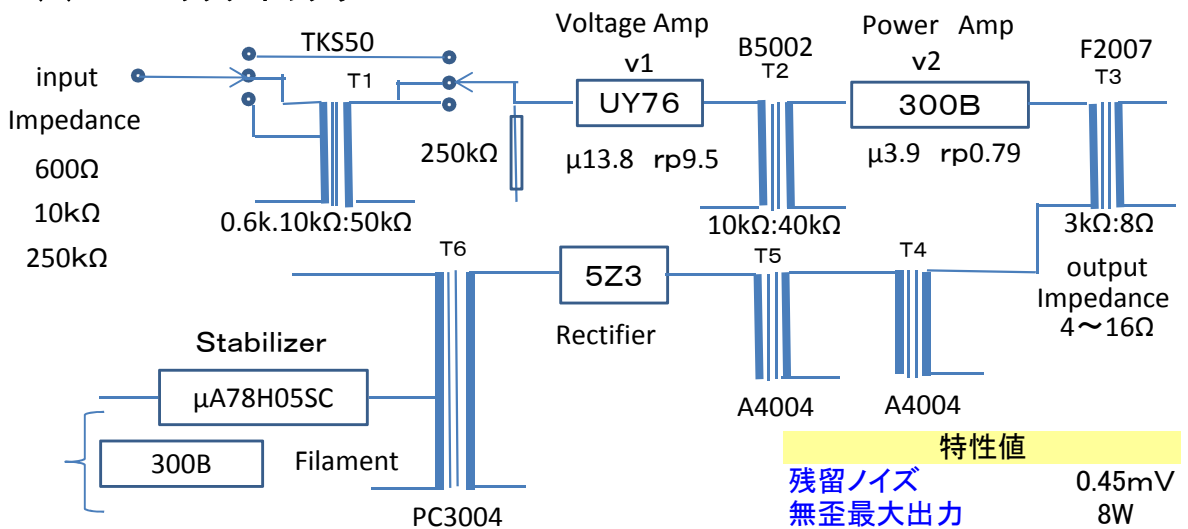 Voltage Amp
Power Amp
TKS50
v1
B5002
v2
F2007
input
T1
T2
T3
UY76
300B
Impedance
250kΩ
μ13.8 rp9.5
μ3.9 rp0.79
600Ω
0.6k.10kΩ:50kΩ
10kΩ:40kΩ
3kΩ:8Ω
10kΩ
250kΩ
T6
T5
T4
5Z3
output
Impedance
4～16Ω
Rectifier
Stabilizer
μA78H05SC
A4004
A4004
300B
Filament
PC3004
特性値
残留ノイズ 0.45mV
無歪最大出力 8W